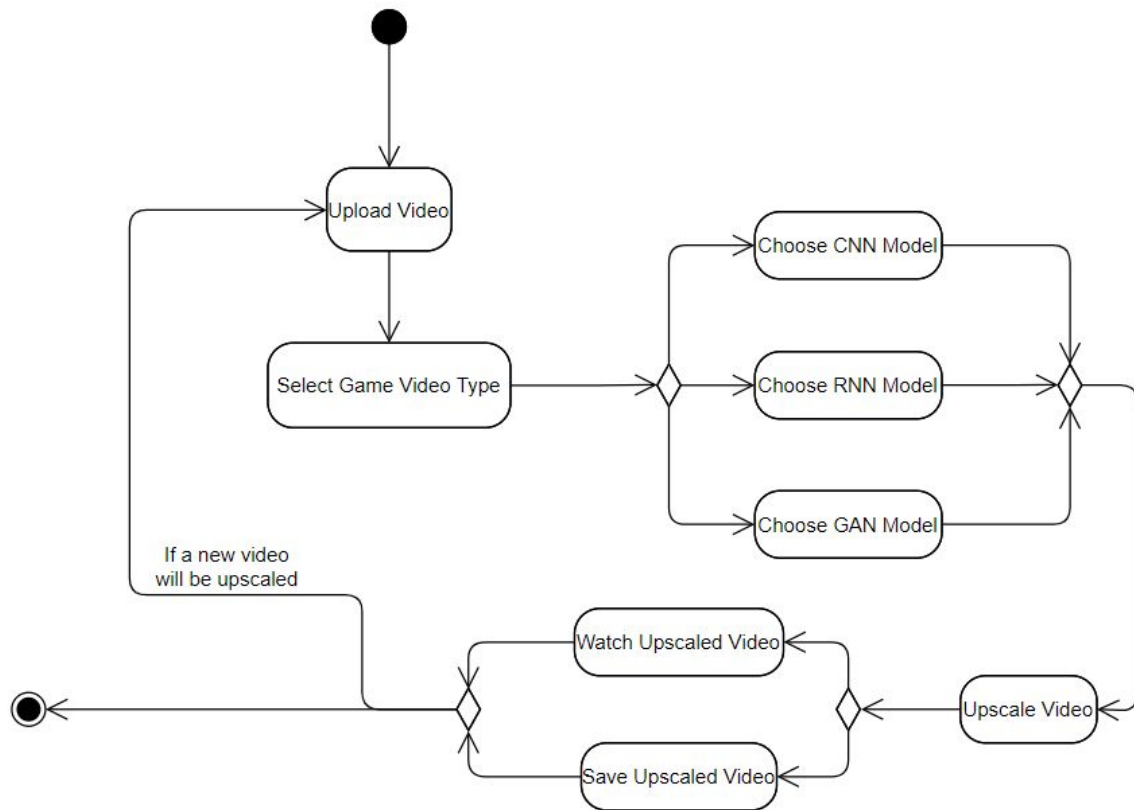 Upload Video
Choose CNN Model
Select Game Video Type
Choose RNN Model
Choose GAN Model
If a new video
will be upscaled
Watch Upscaled Video
Upscale Video
Save Upscaled Video